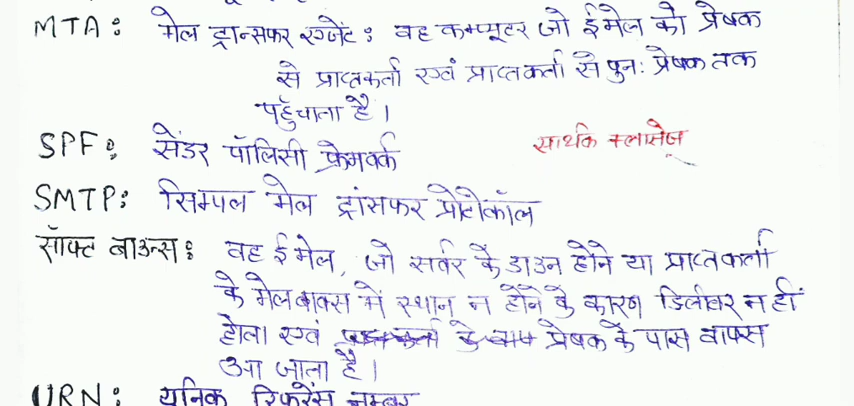 MTA: मेल ट्रान्सफर एजेंट: वह कम्प्यूटर जो ईमेल को प्रेषक
से प्राप्तकर्ता एवं प्राप्तकर्ता से पुन: प्रेषक तक
पहुँचाता है।
SPF: सेंडर पॉलिसी फ्रेमवर्क
सार्थक क्लासेज
SMTP: सिम्पल मेल ट्रांसफर प्रोटोकॉल
सॉफ्ट बाउन्स: वह ईमेल, जो सर्वर के डाउन होने या प्राप्तकर्ता
के मेलबाक्स में स्थान न होने के कारण डिलीवर नहीं
होता एवं प्रेषक के पास वापस
आ जाता है।
URN: यूनिक रिफरेंस नम्बर